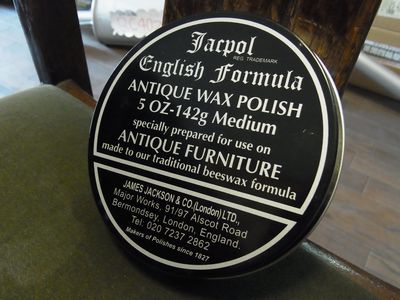 Jacpol
REG. TRADEMARK
English Formula
ANTIQUE WAX POLISH
5 OZ-142g Medium
specially prepared for use on
ANTIQUE FURNITURE
made to our traditional beeswax formula
JAMES JACKSON & CO.(London) LTD.,
Major Works, 91/97 Alscot Road
Bermondsey, London, England.
Tel: 020 7237 2862
Makers of Polishes since 1827